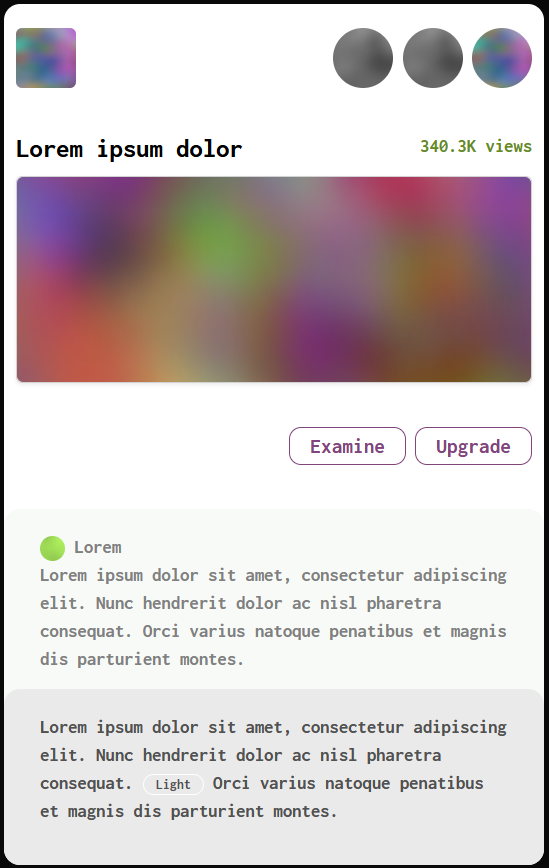 Lorem ipsum dolor
340.3K views
Examine
Upgrade
Lorem
Lorem ipsum dolor sit amet, consectetur adipiscing
elit. Nunc hendrerit dolor ac nisl pharetra
consequat. Orci varius natoque penatibus et magnis
dis parturient montes.
Lorem ipsum dolor sit amet, consectetur adipiscing
elit. Nunc hendrerit dolor ac nisl pharetra
consequat. Light Orci varius natoque penatibus
et magnis dis parturient montes.